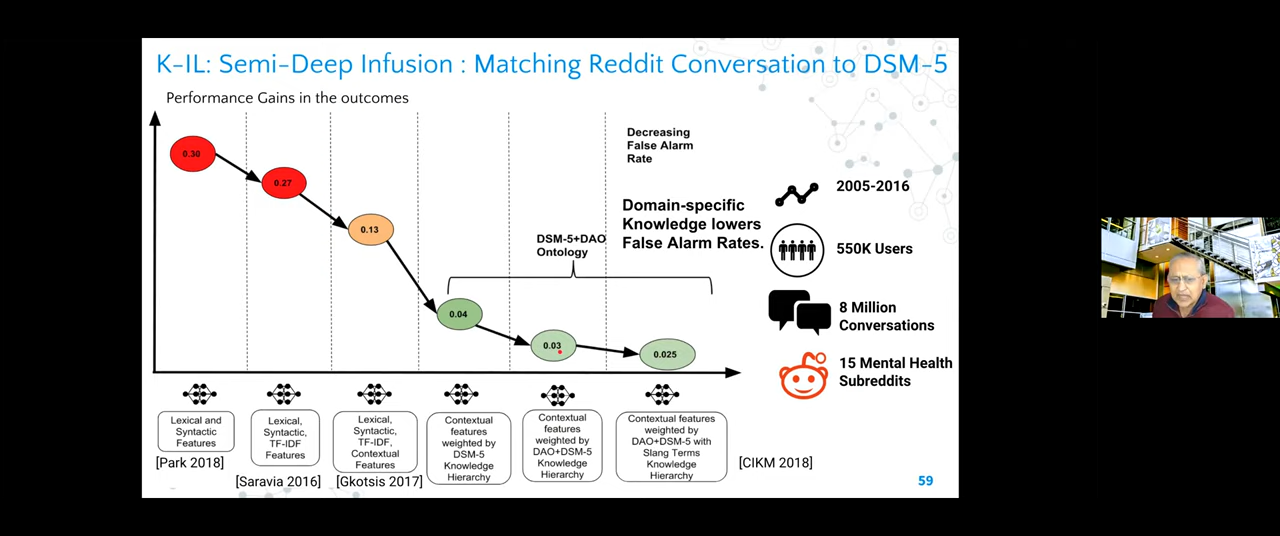 K-IL: Semi-Deep Infusion : Matching Reddit Conversation to DSM-5
Performance Gains in the outcomes
0.30
0.27
0.13
0.04
0.03
0.025
Decreasing
False Alarm
Rate
Domain-specific
Knowledge lowers
False Alarm Rates.
DSM-5+DAO
Ontology
2005-2016
550K Users
8 Million
Conversations
15 Mental Health
Subreddits
Lexical and
Syntactic
Features
[Park 2018]
Lexical,
Syntactic,
TF-IDF
Features
[Saravia 2016]
Lexical,
Syntactic,
TF-IDF,
Contextual
Features
[Gkotsis 2017]
Contextual
features
weighted by
DSM-5
Knowledge
Hierarchy
Contextual
features
weighted by
DAO+DSM-5
Knowledge
Hierarchy
Contextual features
weighted by
DAO+DSM-5 with
Slang Terms
Knowledge
Hierarchy
[CIKM 2018]
59